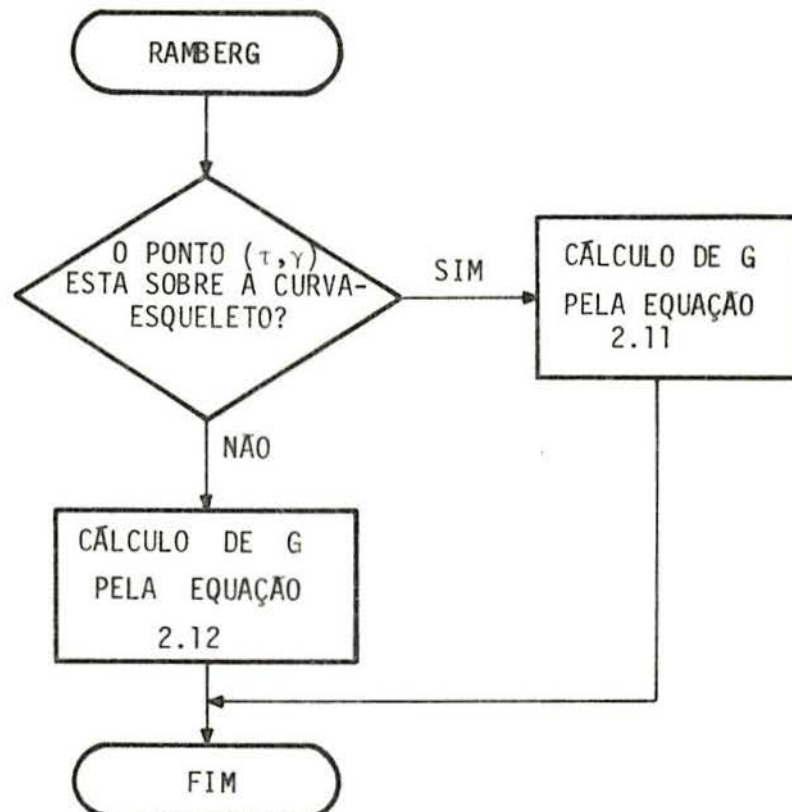 RAMBERG
O PONTO (τ,γ)
ESTA SOBRE A CURVA-
ESQUELETO?
SIM
CÁLCULO DE G
PELA EQUAÇÃO
2.11
NÃO
CÁLCULO DE G
PELA EQUAÇÃO
2.12
FIM